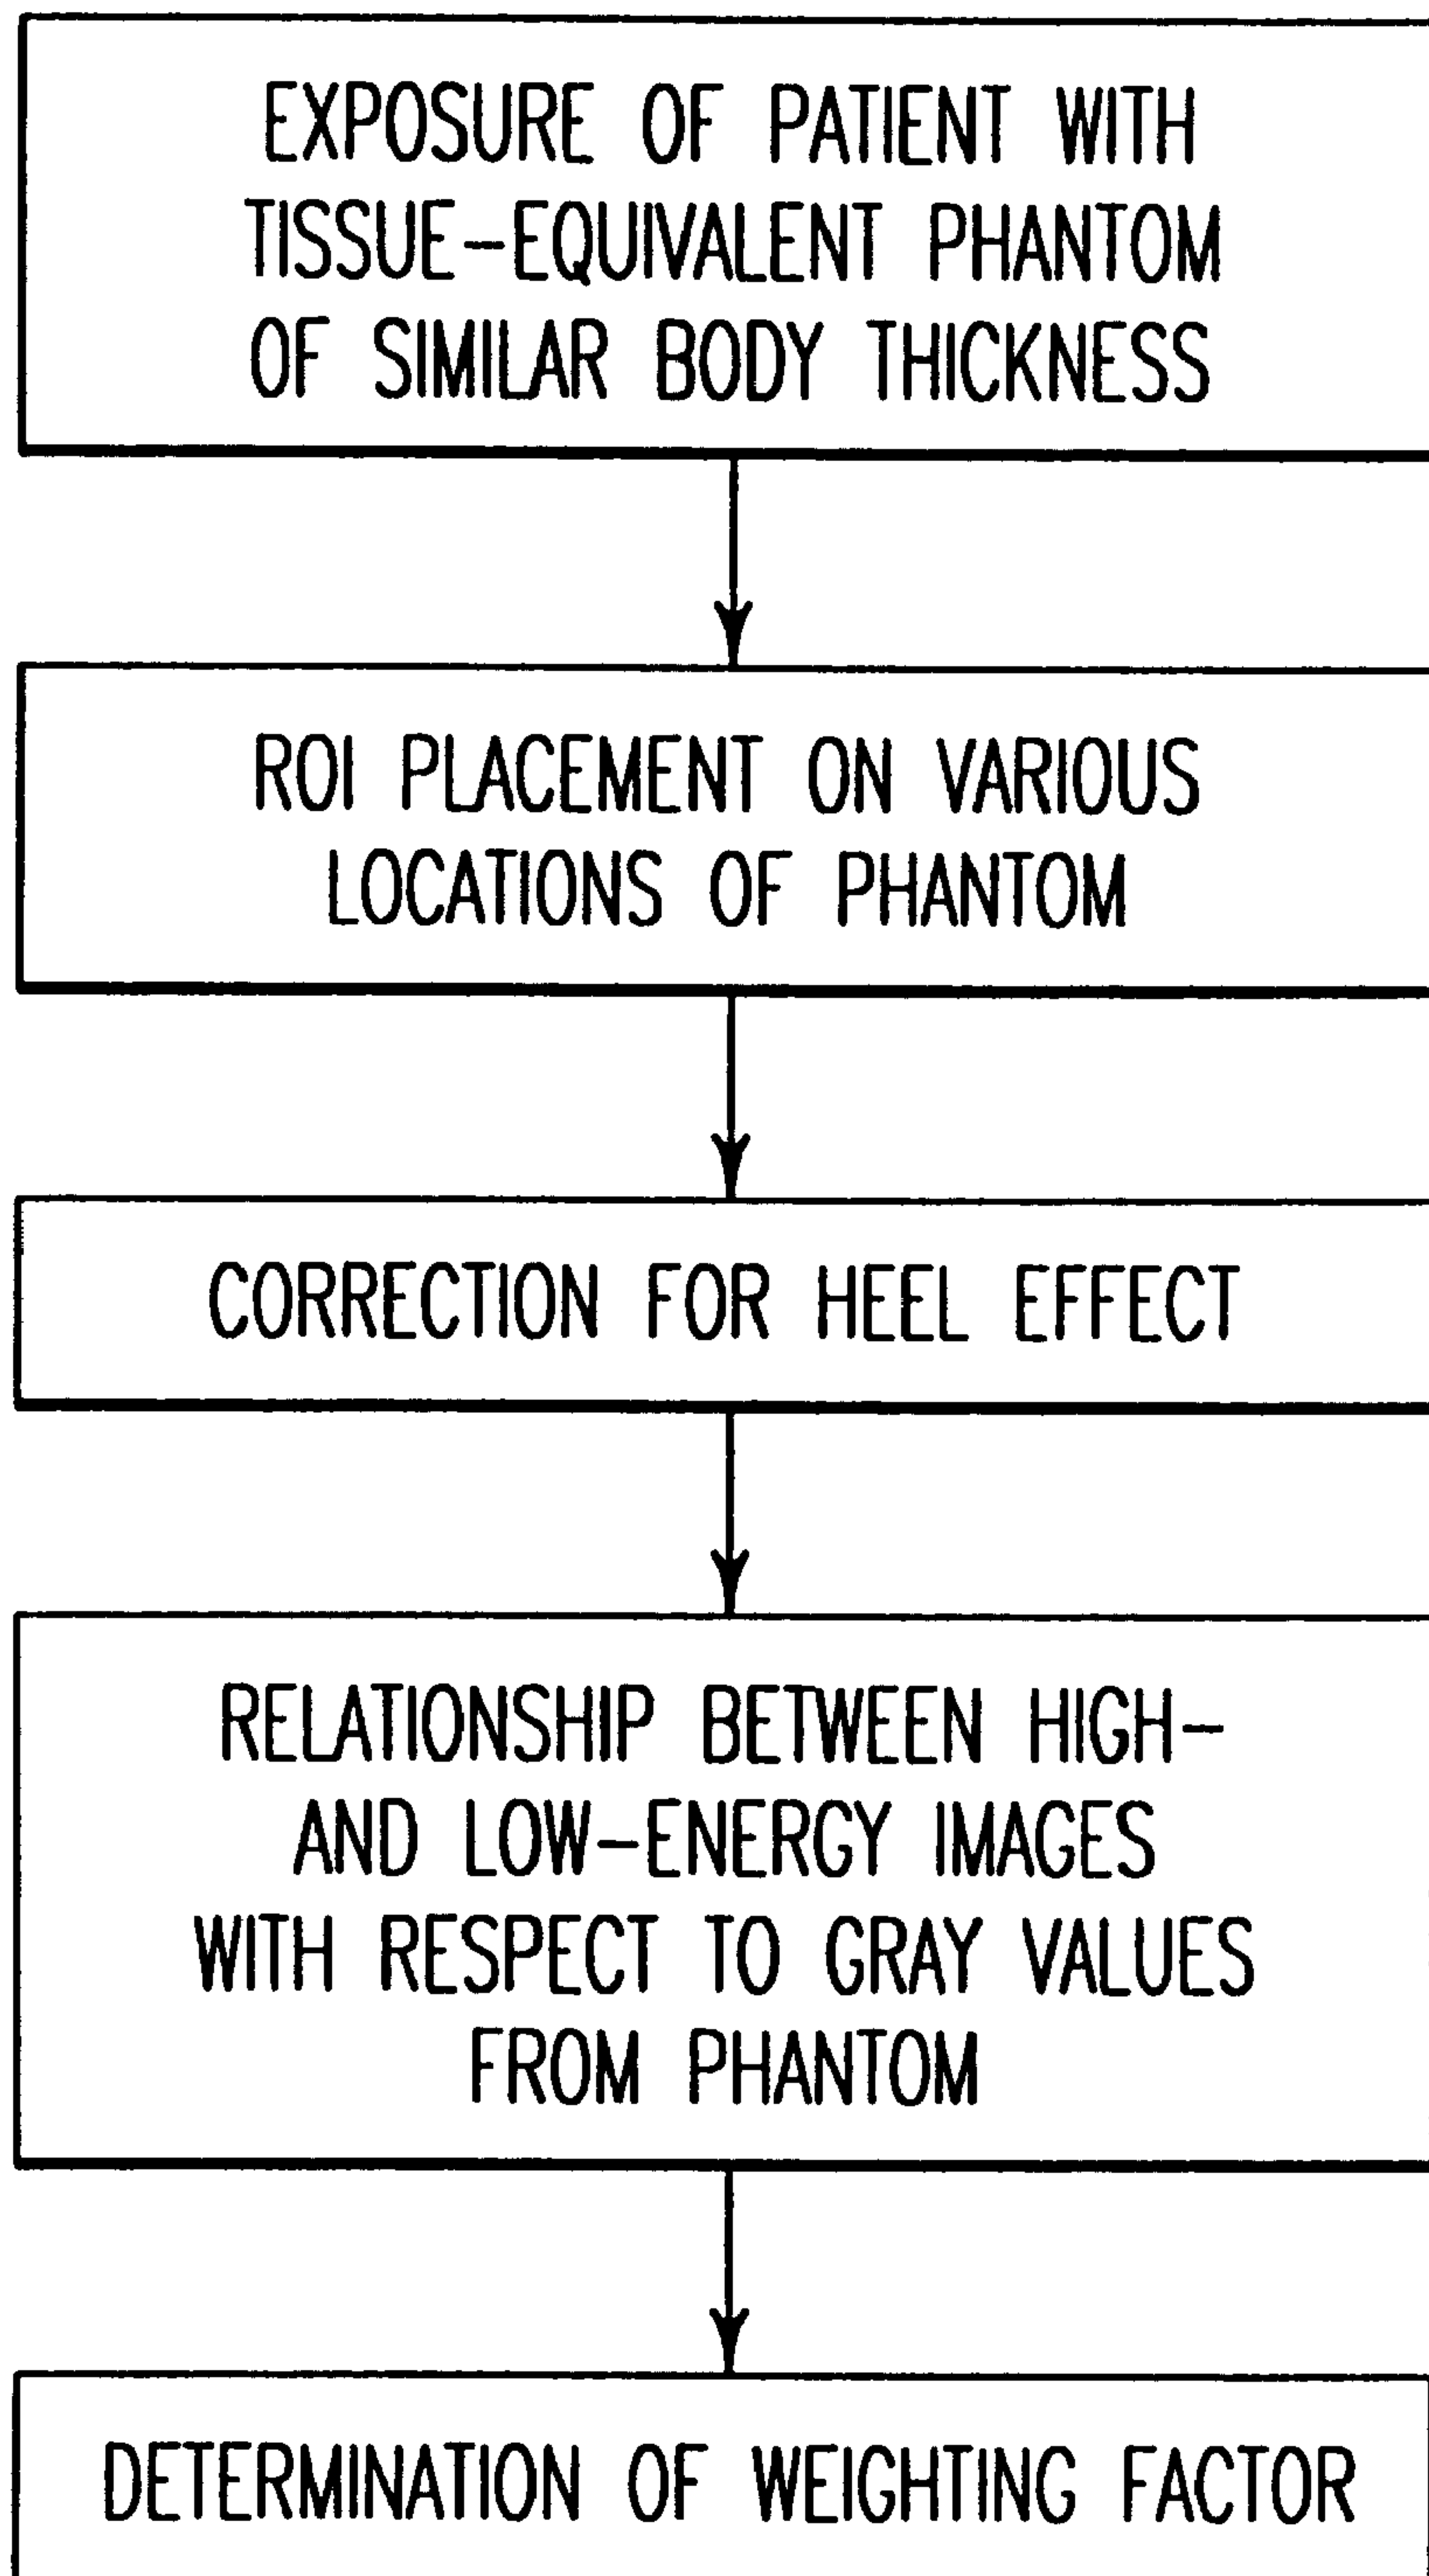 EXPOSURE OF PATIENT WITH
TISSUE-EQUIVALENT PHANTOM
OF SIMILAR BODY THICKNESS
ROI PLACEMENT ON VARIOUS
LOCATIONS OF PHANTOM
CORRECTION FOR HEEL EFFECT
RELATIONSHIP BETWEEN HIGH-
AND LOW-ENERGY IMAGES
WITH RESPECT TO GRAY VALUES
FROM PHANTOM
DETERMINATION OF WEIGHTING FACTOR